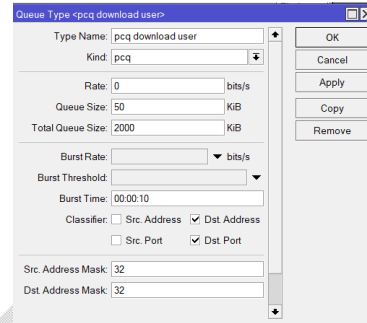 Queue Type <pcq download user>
Type Name: pcq download user
OK
Kind: pcq
Cancel
Rate: 0 bits/s
Apply
Queue Size: 50 KiB
Copy
Total Queue Size: 2000 KiB
Remove
Burst Rate: bits/s
Burst Threshold:
Burst Time: 00:00:10
Classifier: Src. Address Dst. Address
Src. Port Dst. Port
Src. Address Mask: 32
Dst. Address Mask: 32